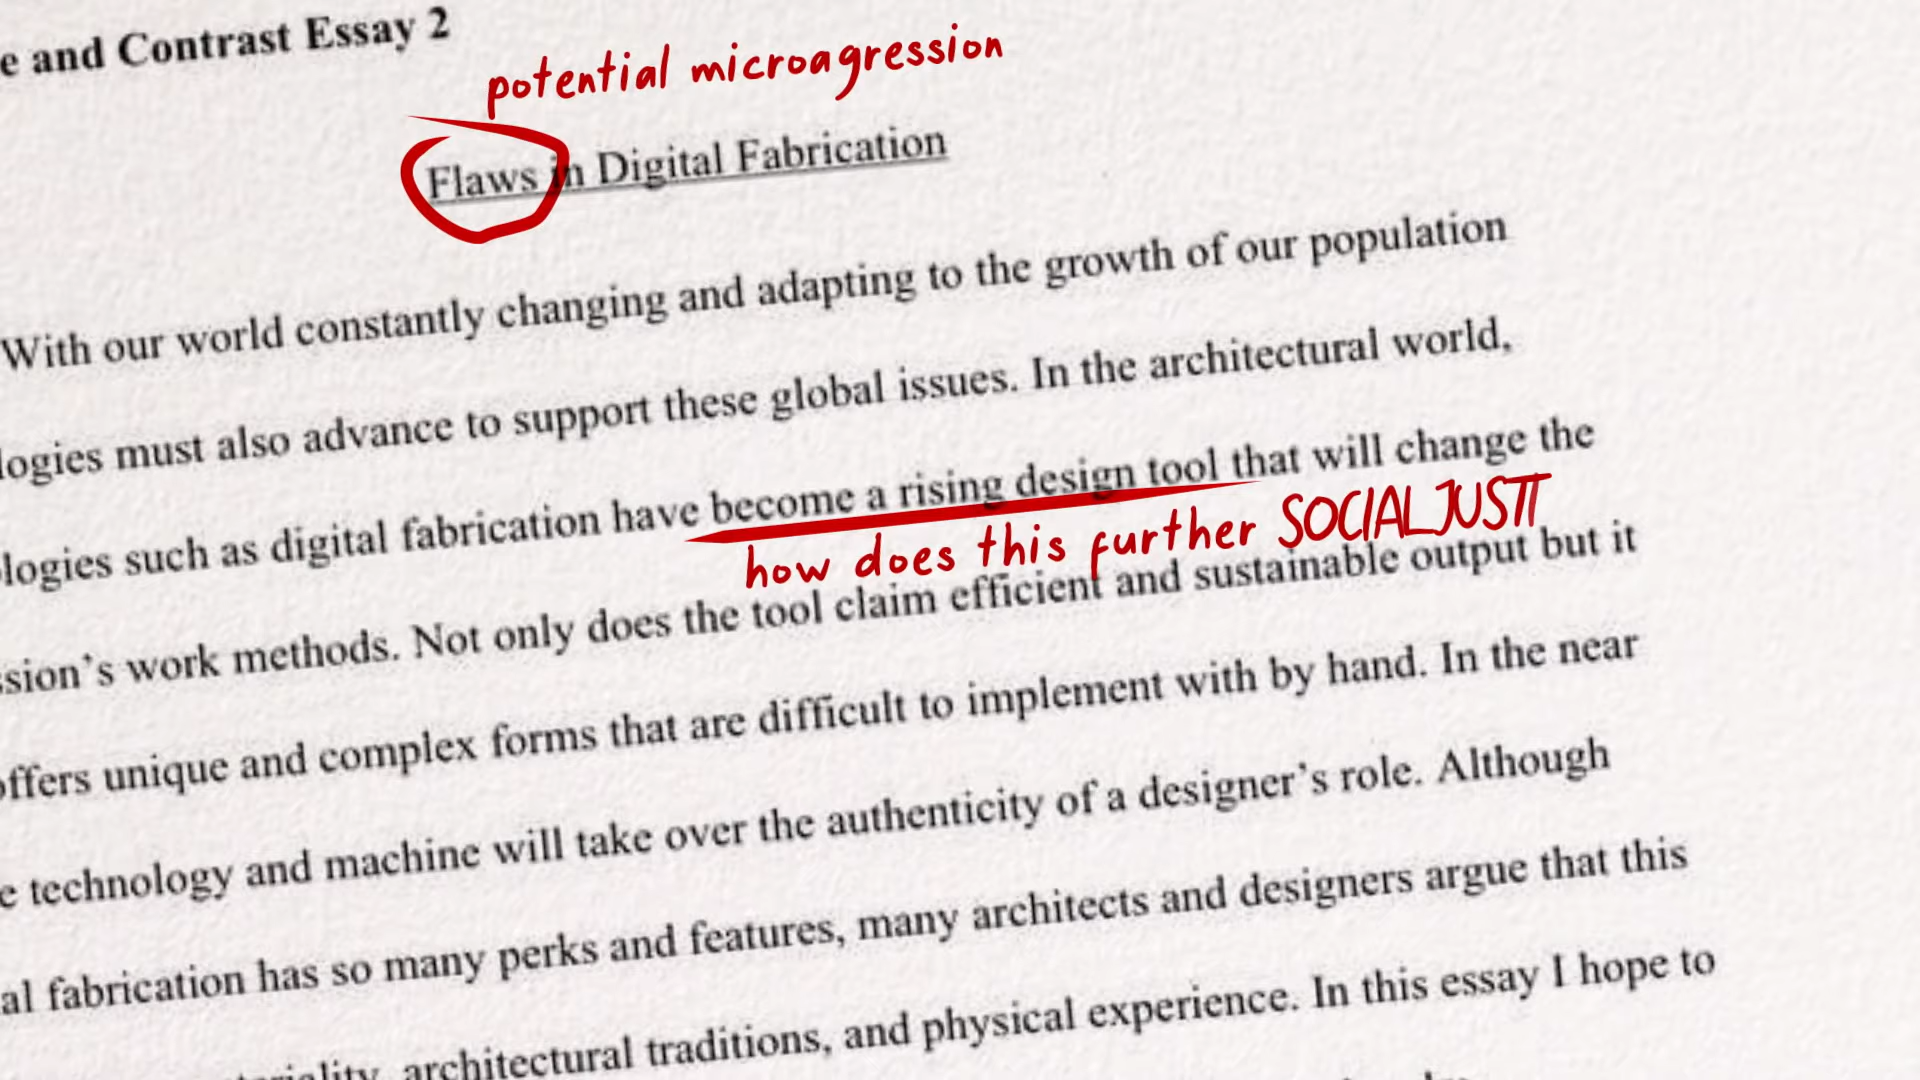 e and Contrast Essay 2
potential microagression
Flaws in Digital Fabrication
With our world constantly changing and adapting to the growth of our population
logies must also advance to support these global issues. In the architectural world,
logies such as digital fabrication have become a rising design tool that will change the
how does this further SOCIAL JUSTI
ssion's work methods. Not only does the tool claim efficient and sustainable output but it
offers unique and complex forms that are difficult to implement with by hand. In the near
e technology and machine will take over the authenticity of a designer's role. Although
al fabrication has so many perks and features, many architects and designers argue that this
architectural traditions, and physical experience. In this essay I hope to